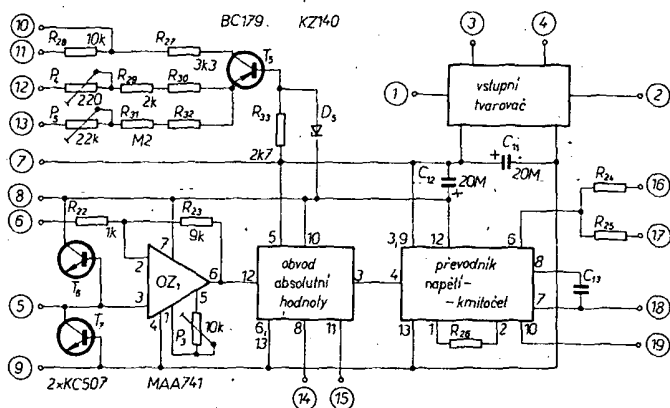 BC179. KZ140
10
R28 10k R27 3k3 T5
11
12 P4 220 R29 2k R30
13 P5 22k R31 M2 R32
R33 2k7 D5
3 4
1 vstupní tvarovač 2
7
C12 20M C11 20M
8
6 R22 1k R23 9k
R24 16
R25 17
T6 2 7 OZ1 6 3 5 4 1
P3 10k
5
T7
5 10
12 obvod absolutní hodnoty 3
6, 13 8 11
3,9 12 6
4 převodník napětí - kmitočet 8 7
C13
18
13 1 R26 2 10
19
9
2xKC507 MAA741
14 15